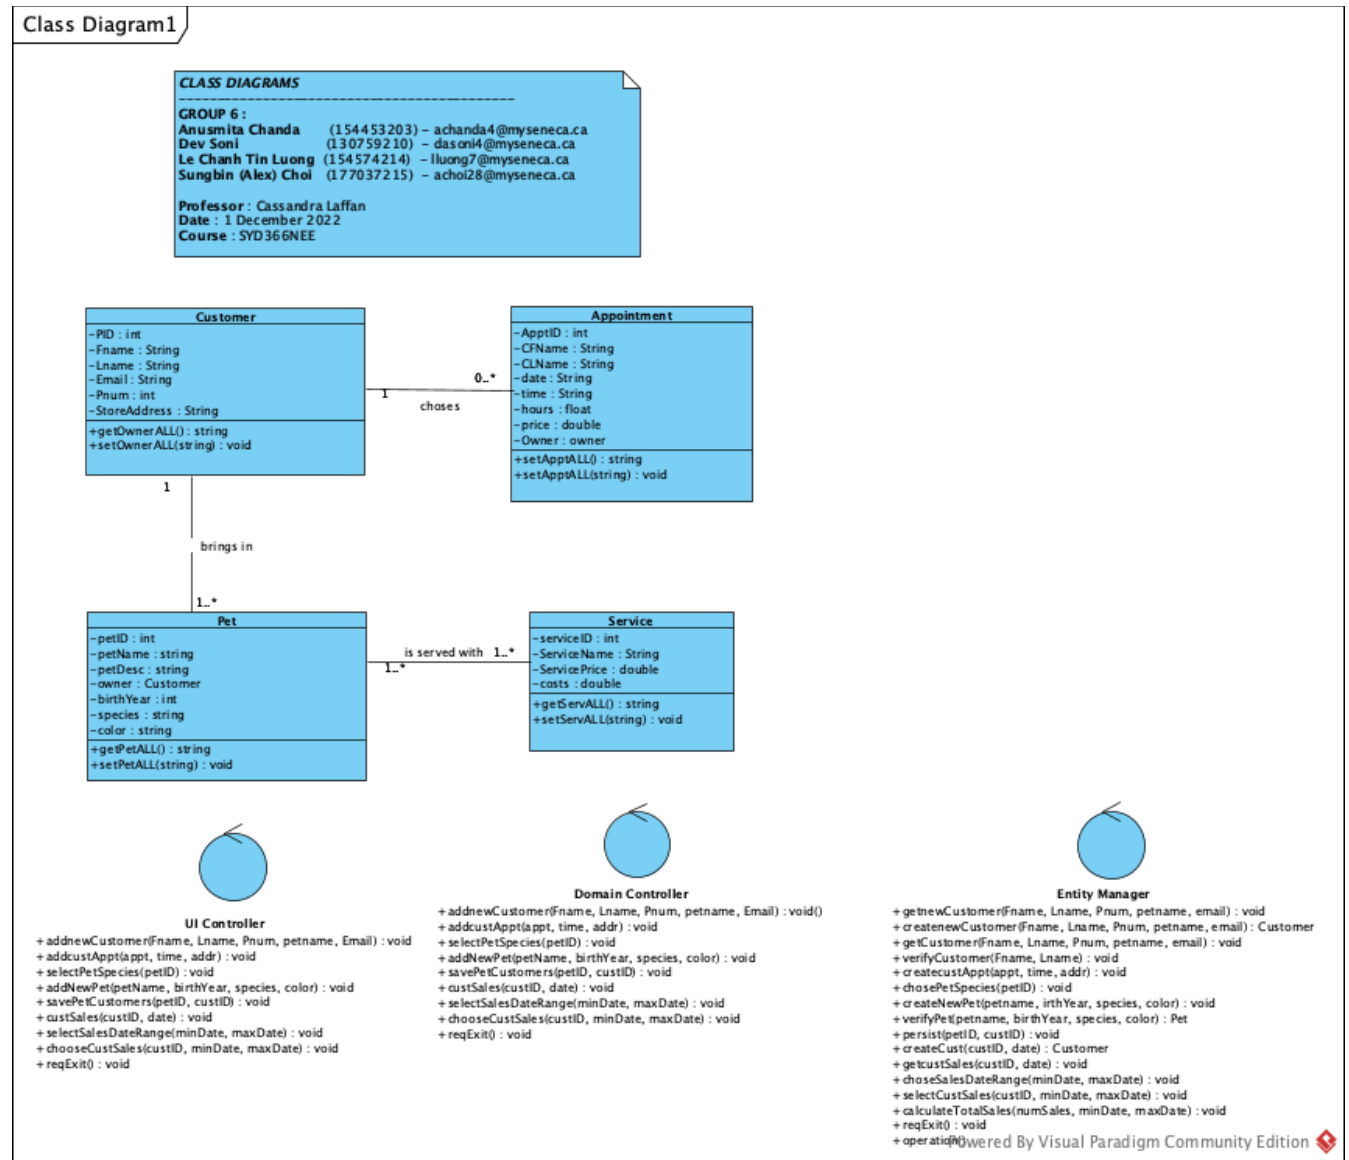 Class Diagram1
CLASS DIAGRAMS
--------------------------------------------
GROUP 6 :
Anusmita Chanda (154453203) – achanda4@myseneca.ca
Dev Soni (130759210) – dasoni4@myseneca.ca
Le Chanh Tin Luong (154574214) – lluong7@myseneca.ca
Sungbin (Alex) Choi (177037215) – achoi28@myseneca.ca
Professor : Cassandra Laffan
Date : 1 December 2022
Course : SYD366NEE
Customer
-PID : int
-Fname : String
-Lname : String
-Email : String
-Pnum : int
-StoreAddress : String
+getOwnerALL() : string
+setOwnerALL(string) : void
1
choses
0..*
Appointment
-ApptID : int
-CFName : String
-CLName : String
-date : String
-time : String
-hours : float
-price : double
-Owner : owner
+setApptALL() : string
+setApptALL(string) : void
1
brings in
1..*
Pet
-petID : int
-petName : string
-petDesc : string
-owner : Customer
-birthYear : int
-species : string
-color : string
+getPetALL() : string
+setPetALL(string) : void
is served with 1..*
1..*
Service
-serviceID : int
-ServiceName : String
-ServicePrice : double
-costs : double
+getServALL() : string
+setServALL(string) : void
UI Controller
+addnewCustomer(Fname, Lname, Pnum, petname, Email) : void
+addcustAppt(appt, time, addr) : void
+selectPetSpecies(petID) : void
+addNewPet(petName, birthYear, species, color) : void
+savePetCustomers(petID, custID) : void
+custSales(custID, date) : void
+selectSalesDateRange(minDate, maxDate) : void
+chooseCustSales(custID, minDate, maxDate) : void
+reqExit() : void
Domain Controller
+addnewCustomer(Fname, Lname, Pnum, petname, Email) : void()
+addcustAppt(appt, time, addr) : void
+selectPetSpecies(petID) : void
+addNewPet(petName, birthYear, species, color) : void
+savePetCustomers(petID, custID) : void
+custSales(custID, date) : void
+selectSalesDateRange(minDate, maxDate) : void
+chooseCustSales(custID, minDate, maxDate) : void
+reqExit() : void
Entity Manager
+getnewCustomer(Fname, Lname, Pnum, petname, email) : void
+createnewCustomer(Fname, Lname, Pnum, petname, email) : Customer
+getCustomer(Fname, Lname, Pnum, petname, email) : void
+verifyCustomer(Fname, Lname) : void
+createcustAppt(appt, time, addr) : void
+chosePetSpecies(petID) : void
+createNewPet(petname, irthYear, species, color) : void
+verifyPet(petname, birthYear, species, color) : Pet
+persist(petID, custID) : void
+createCust(custID, date) : Customer
+getcustSales(custID, date) : void
+choseSalesDateRange(minDate, maxDate) : void
+selectCustSales(custID, minDate, maxDate) : void
+calculateTotalSales(numSales, minDate, maxDate) : void
+reqExit() : void
+operation()
Powered By Visual Paradigm Community Edition